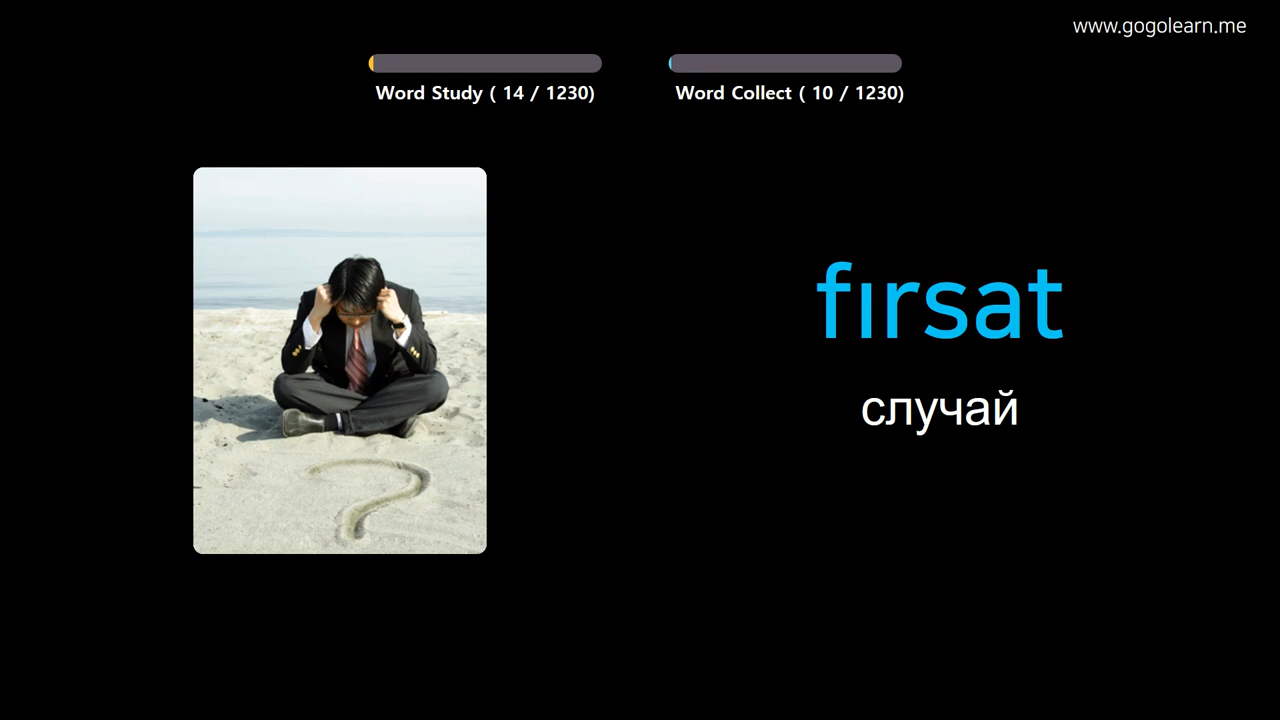 www.gogolearn.me
Word Study ( 14 / 1230)
Word Collect ( 10 / 1230)
fırsat
случай
?